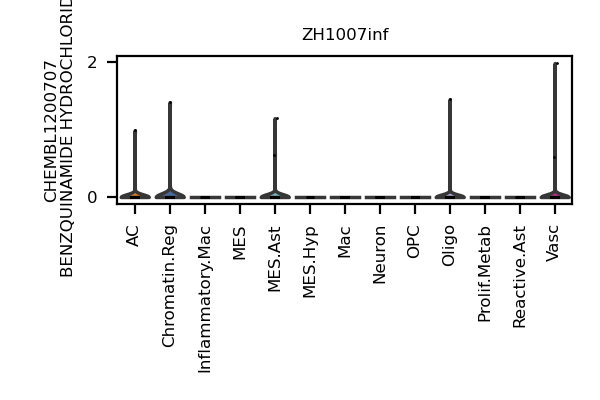 ZH1007inf
CHEMBL1200707
BENZQUINAMIDE HYDROCHLORID
2
0
AC
Chromatin.Reg
Inflammatory.Mac
MES
MES.Ast
MES.Hyp
Mac
Neuron
OPC
Oligo
Prolif.Metab
Reactive.Ast
Vasc